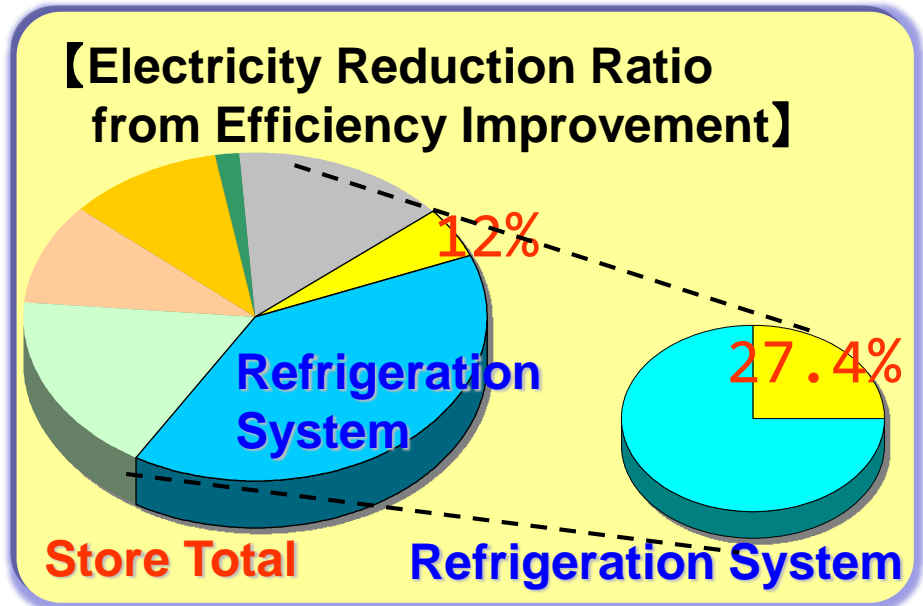 【Electricity Reduction Ratio
from Efficiency Improvement】
12%
27.4%
Refrigeration
System
Store Total
Refrigeration System